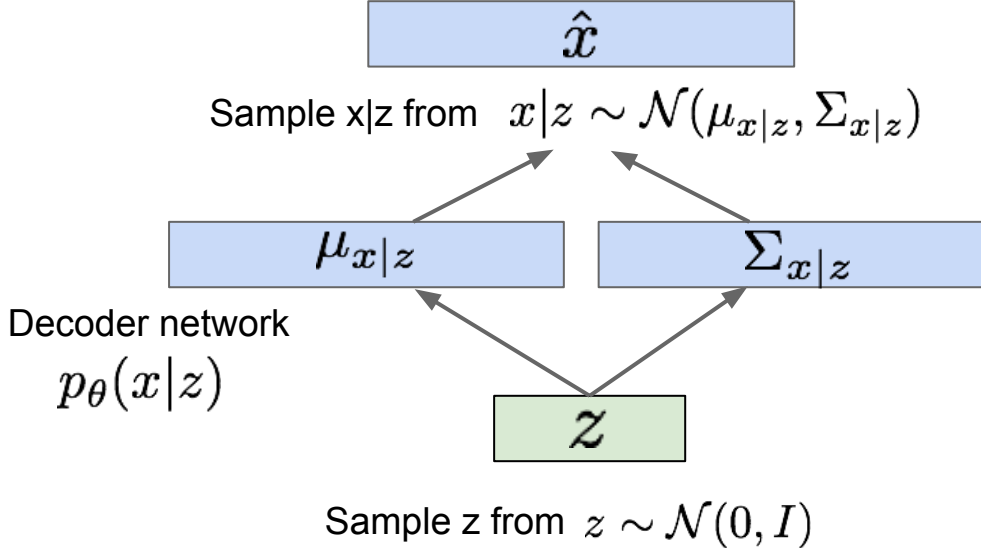 x̂
Sample x|z from x|z ∼ 𝒩(μ_{x|z}, Σ_{x|z})
μ_{x|z}
Σ_{x|z}
Decoder network
p_θ(x|z)
z
Sample z from z ∼ 𝒩(0, I)